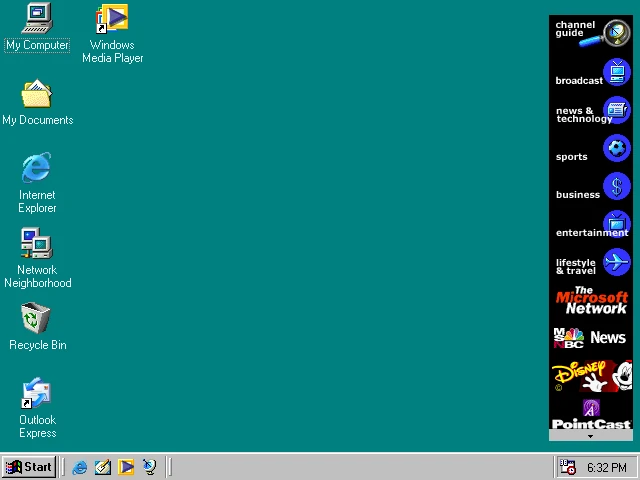 My Computer
Windows
Media Player
My Documents
Internet
Explorer
Network
Neighborhood
Recycle Bin
Outlook
Express
channel
guide
broadcast
news &
technology
sports
business
entertainment
lifestyle
& travel
The
Microsoft
Network
MSNBC News
Disney
PointCast
Start
6:32 PM